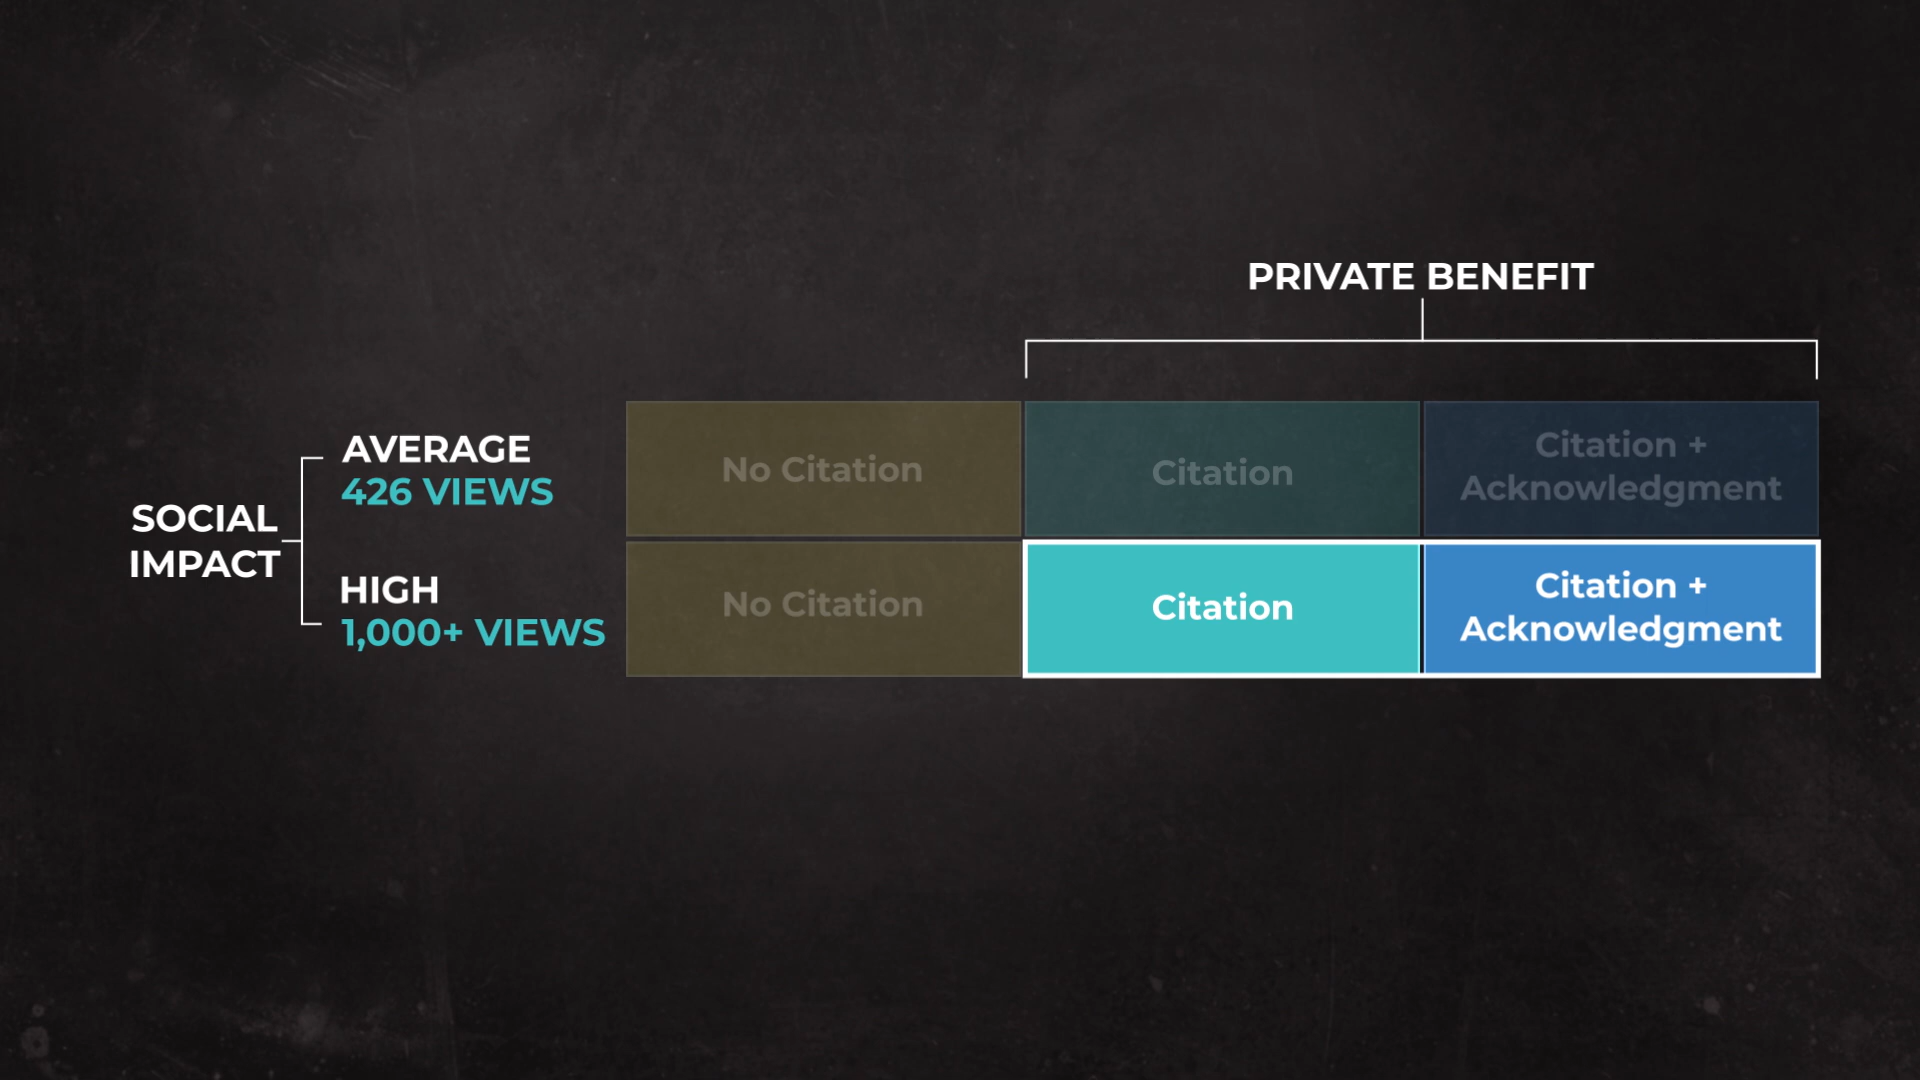 PRIVATE BENEFIT
SOCIAL
IMPACT
AVERAGE
426 VIEWS
No Citation
Citation
Citation +
Acknowledgment
HIGH
1,000+ VIEWS
No Citation
Citation
Citation +
Acknowledgment